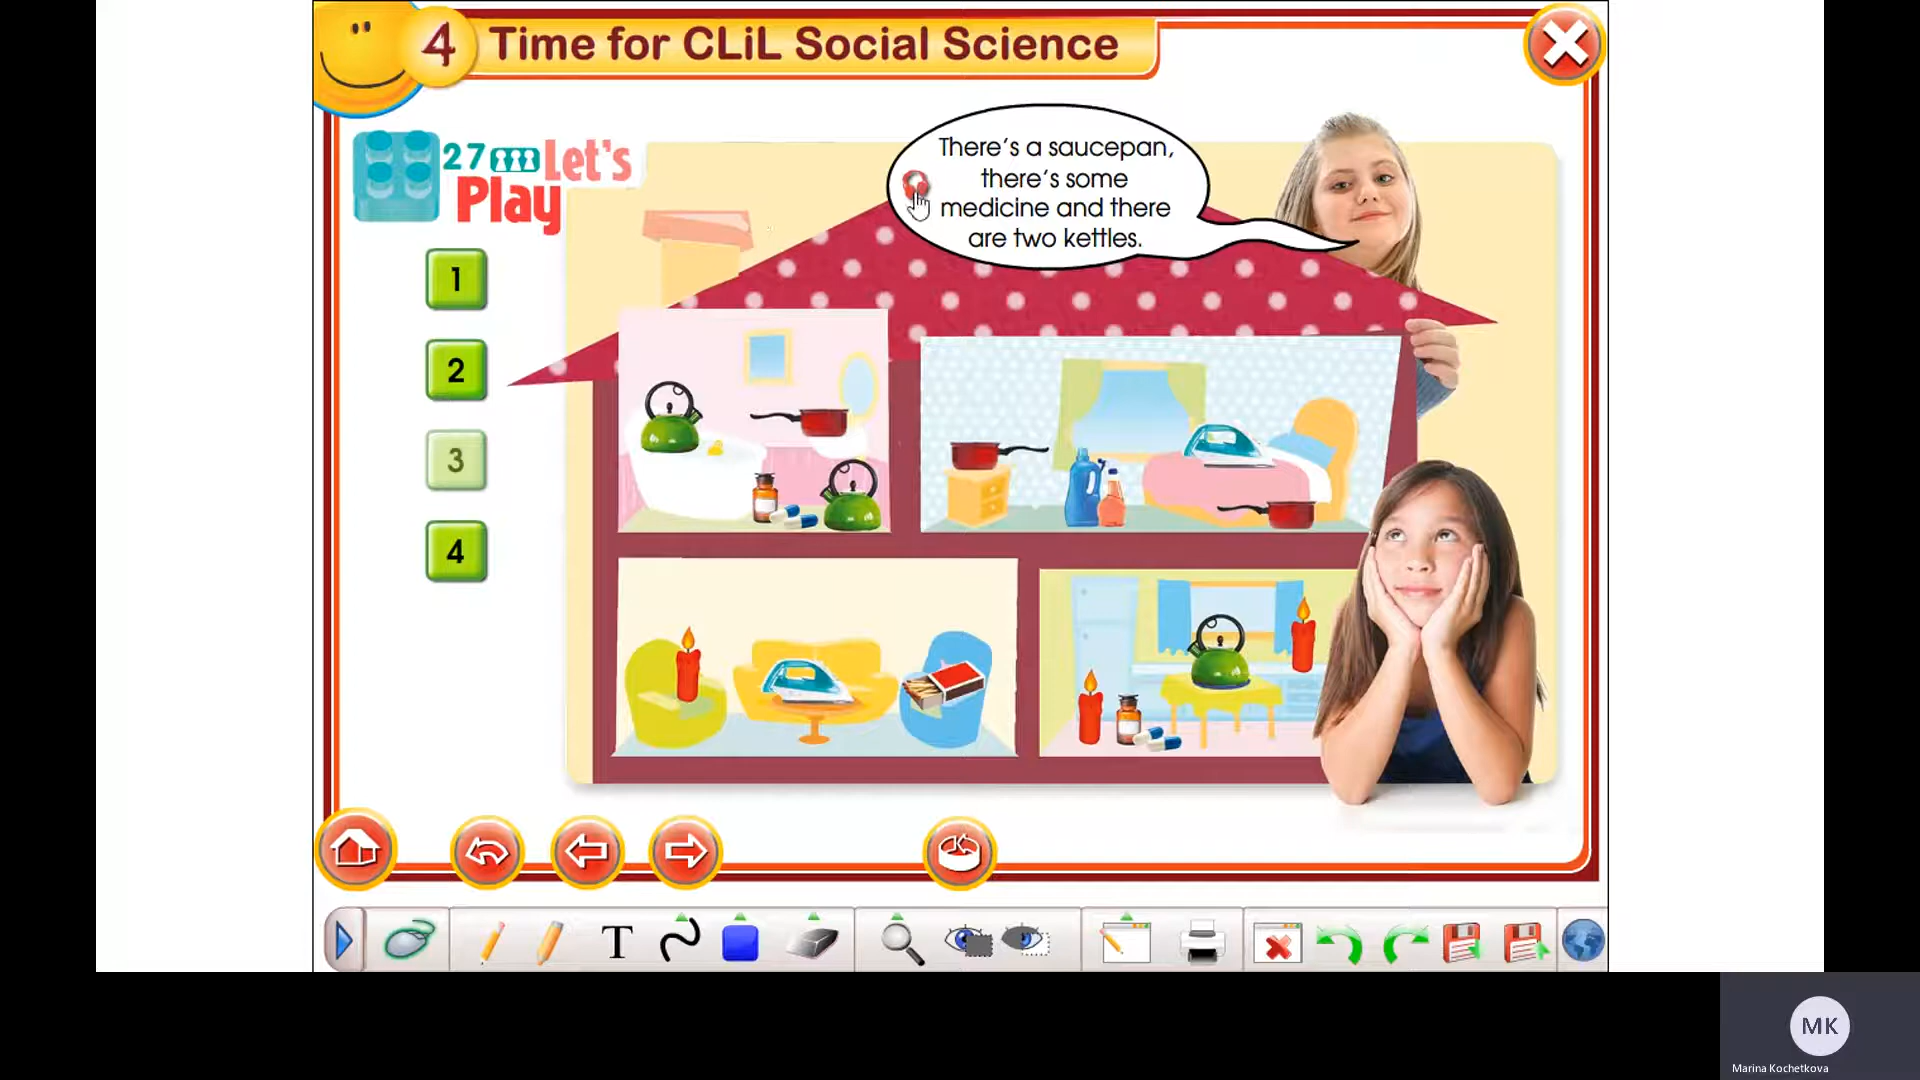 4 Time for CLiL Social Science
27 Let's
Play
There's a saucepan,
there's some
medicine and there
are two kettles.
1
2
3
4
T
MK
Marina Kochetkova